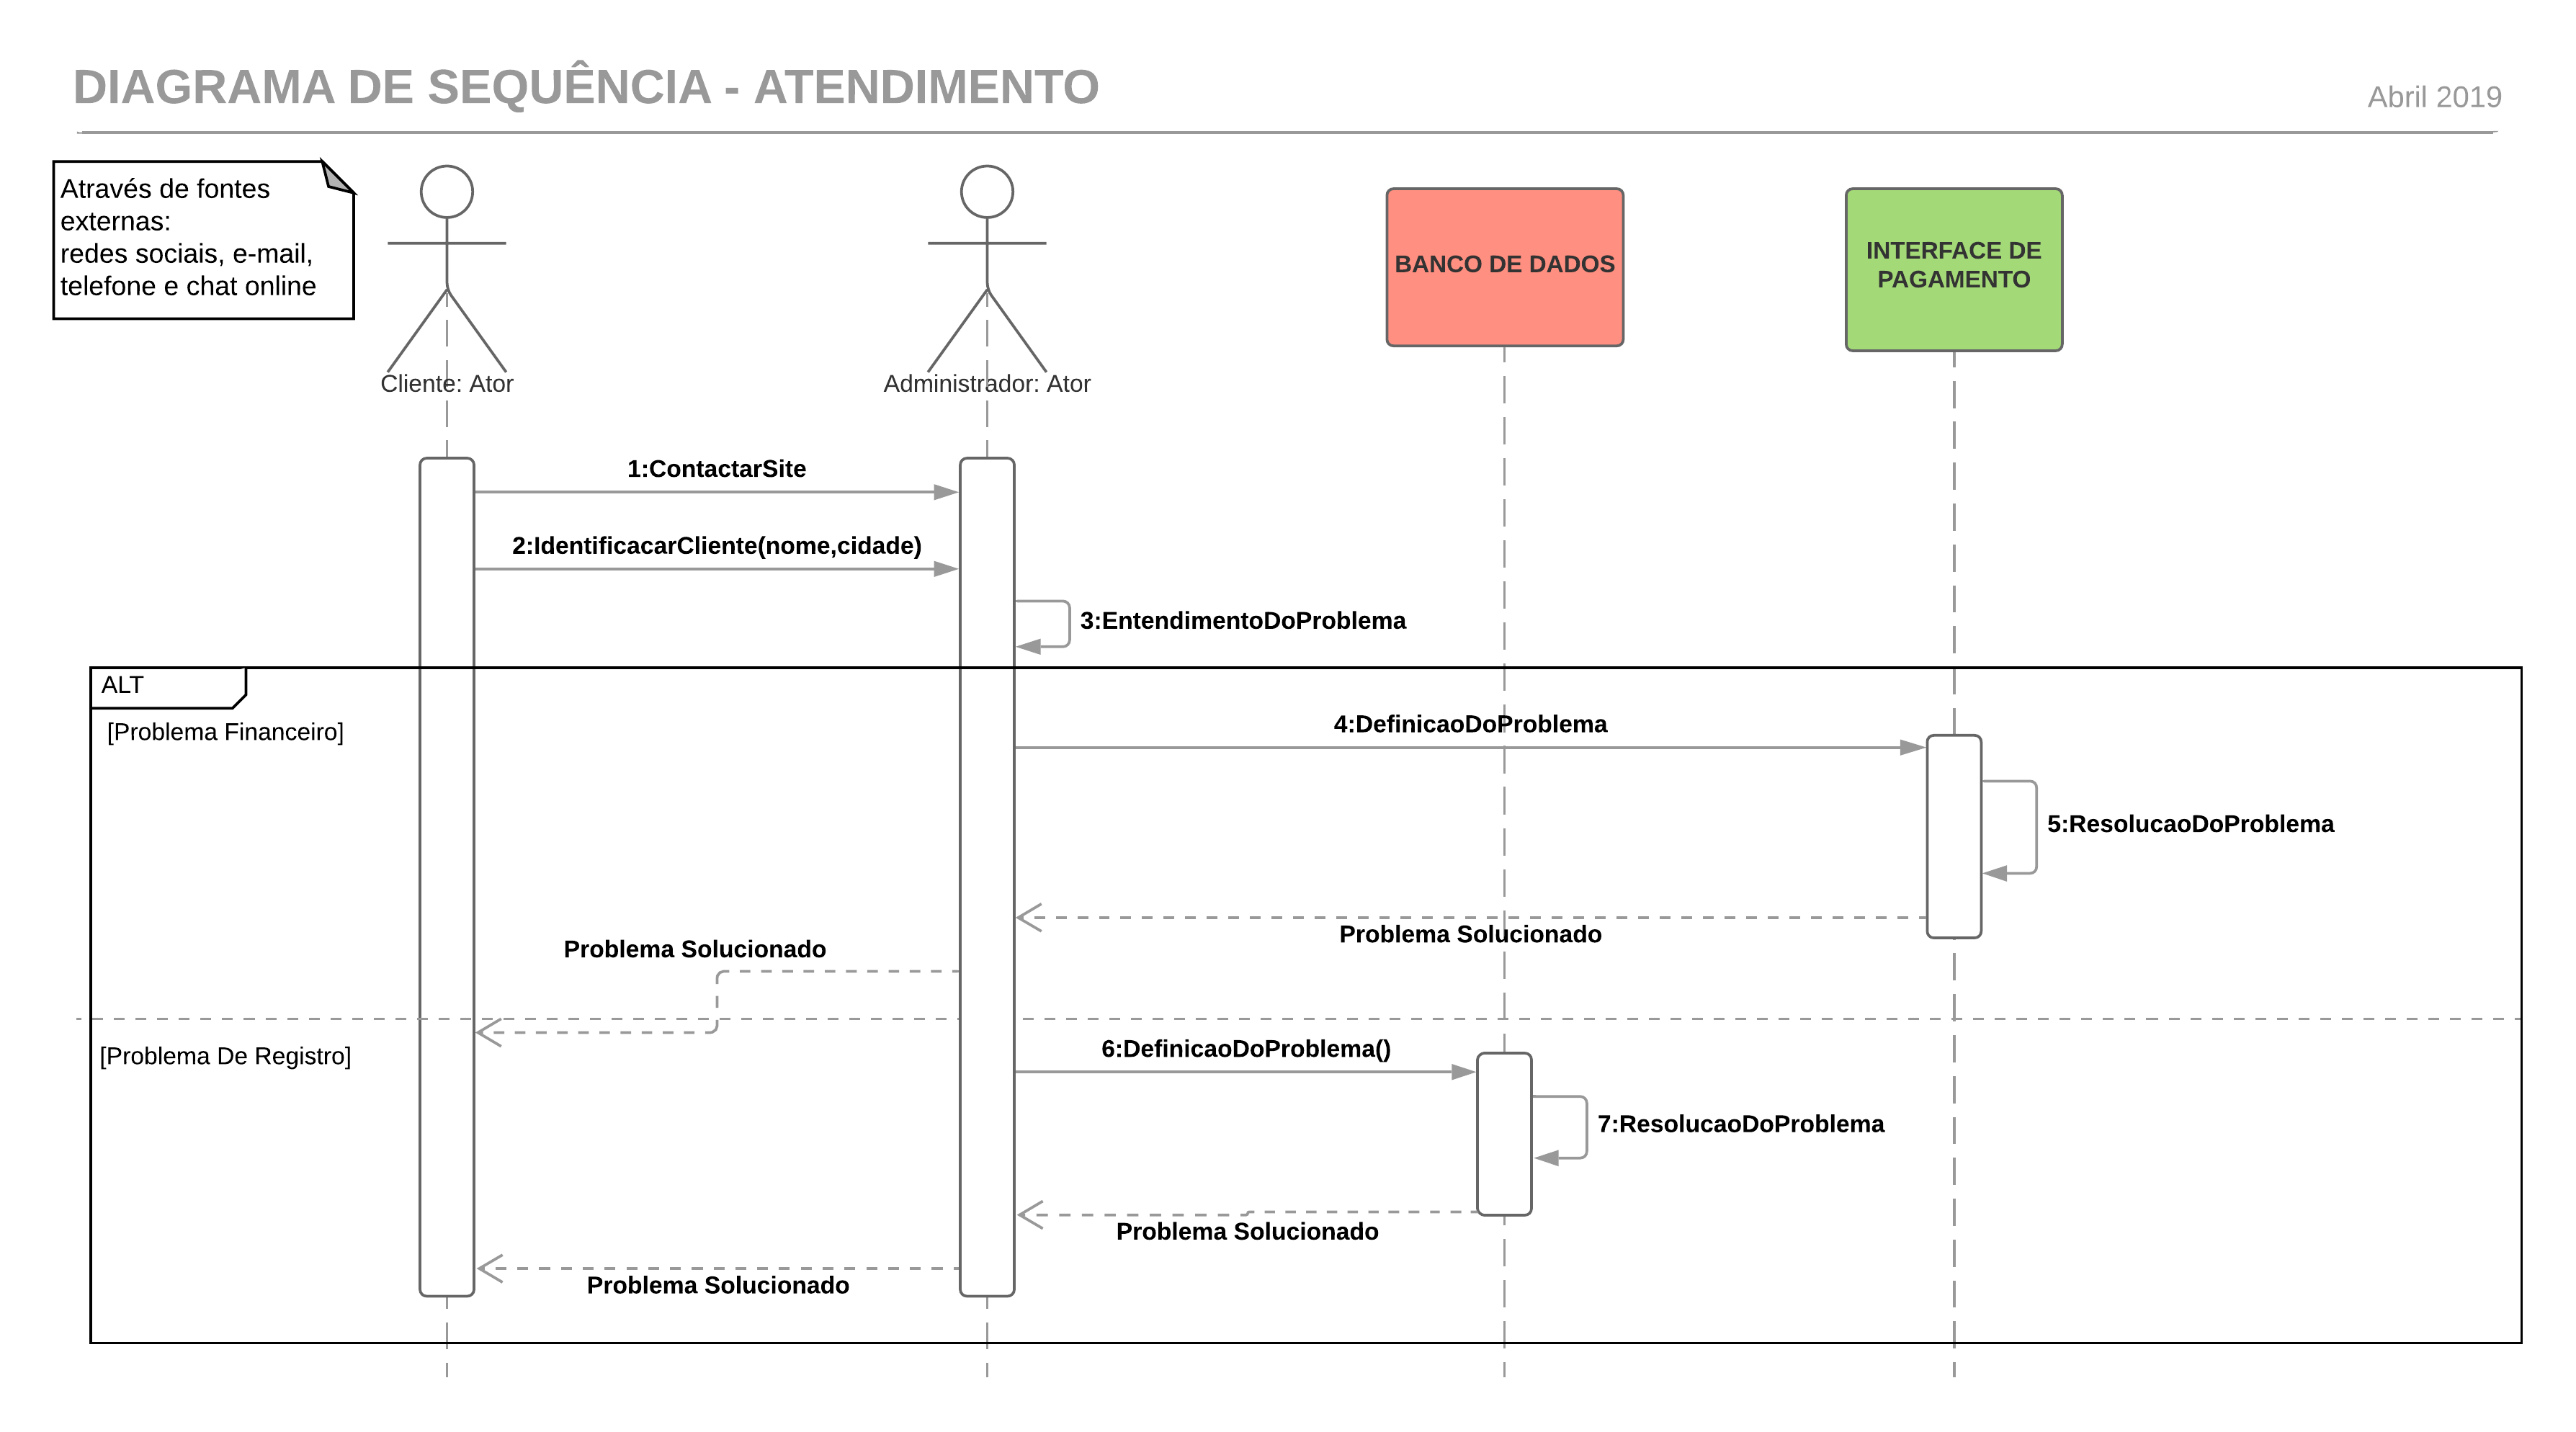 DIAGRAMA DE SEQUÊNCIA - ATENDIMENTO
Abril 2019
Através de fontes
externas:
redes sociais, e-mail,
telefone e chat online
Cliente: Ator
Administrador: Ator
BANCO DE DADOS
INTERFACE DE
PAGAMENTO
1:ContactarSite
2:IdentificacarCliente(nome,cidade)
3:EntendimentoDoProblema
ALT
[Problema Financeiro]
4:DefinicaoDoProblema
5:ResolucaoDoProblema
Problema Solucionado
Problema Solucionado
[Problema De Registro]
6:DefinicaoDoProblema()
7:ResolucaoDoProblema
Problema Solucionado
Problema Solucionado